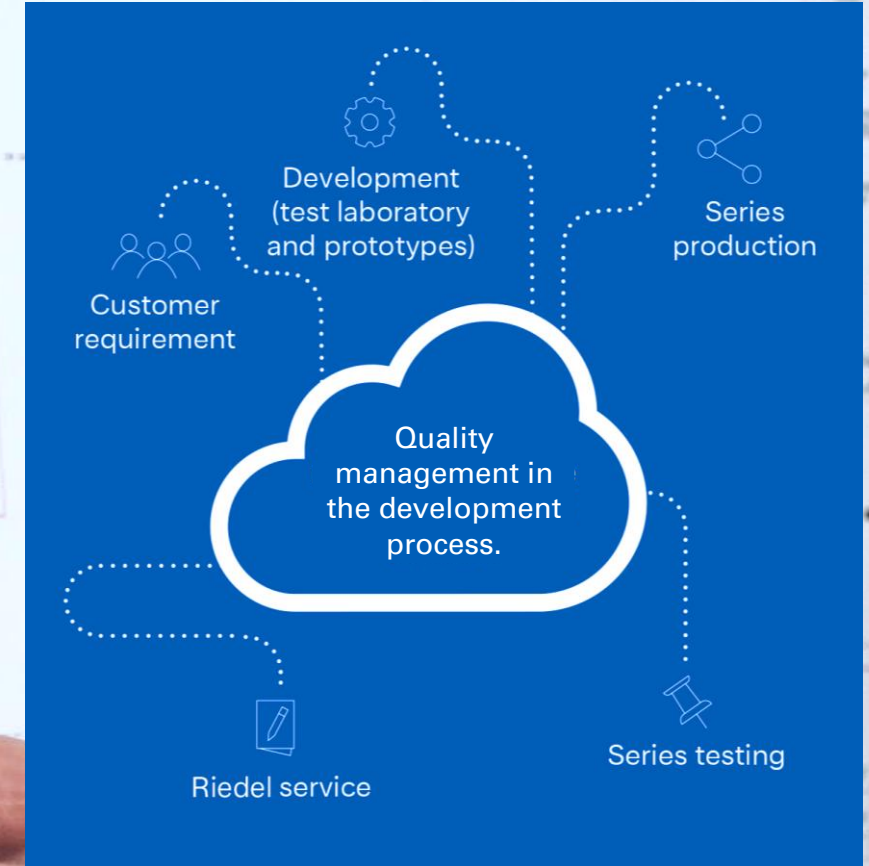 Development
(test laboratory
and prototypes)
Series
production
Customer
requirement
Quality
management in
the development
process.
Series testing
Riedel service